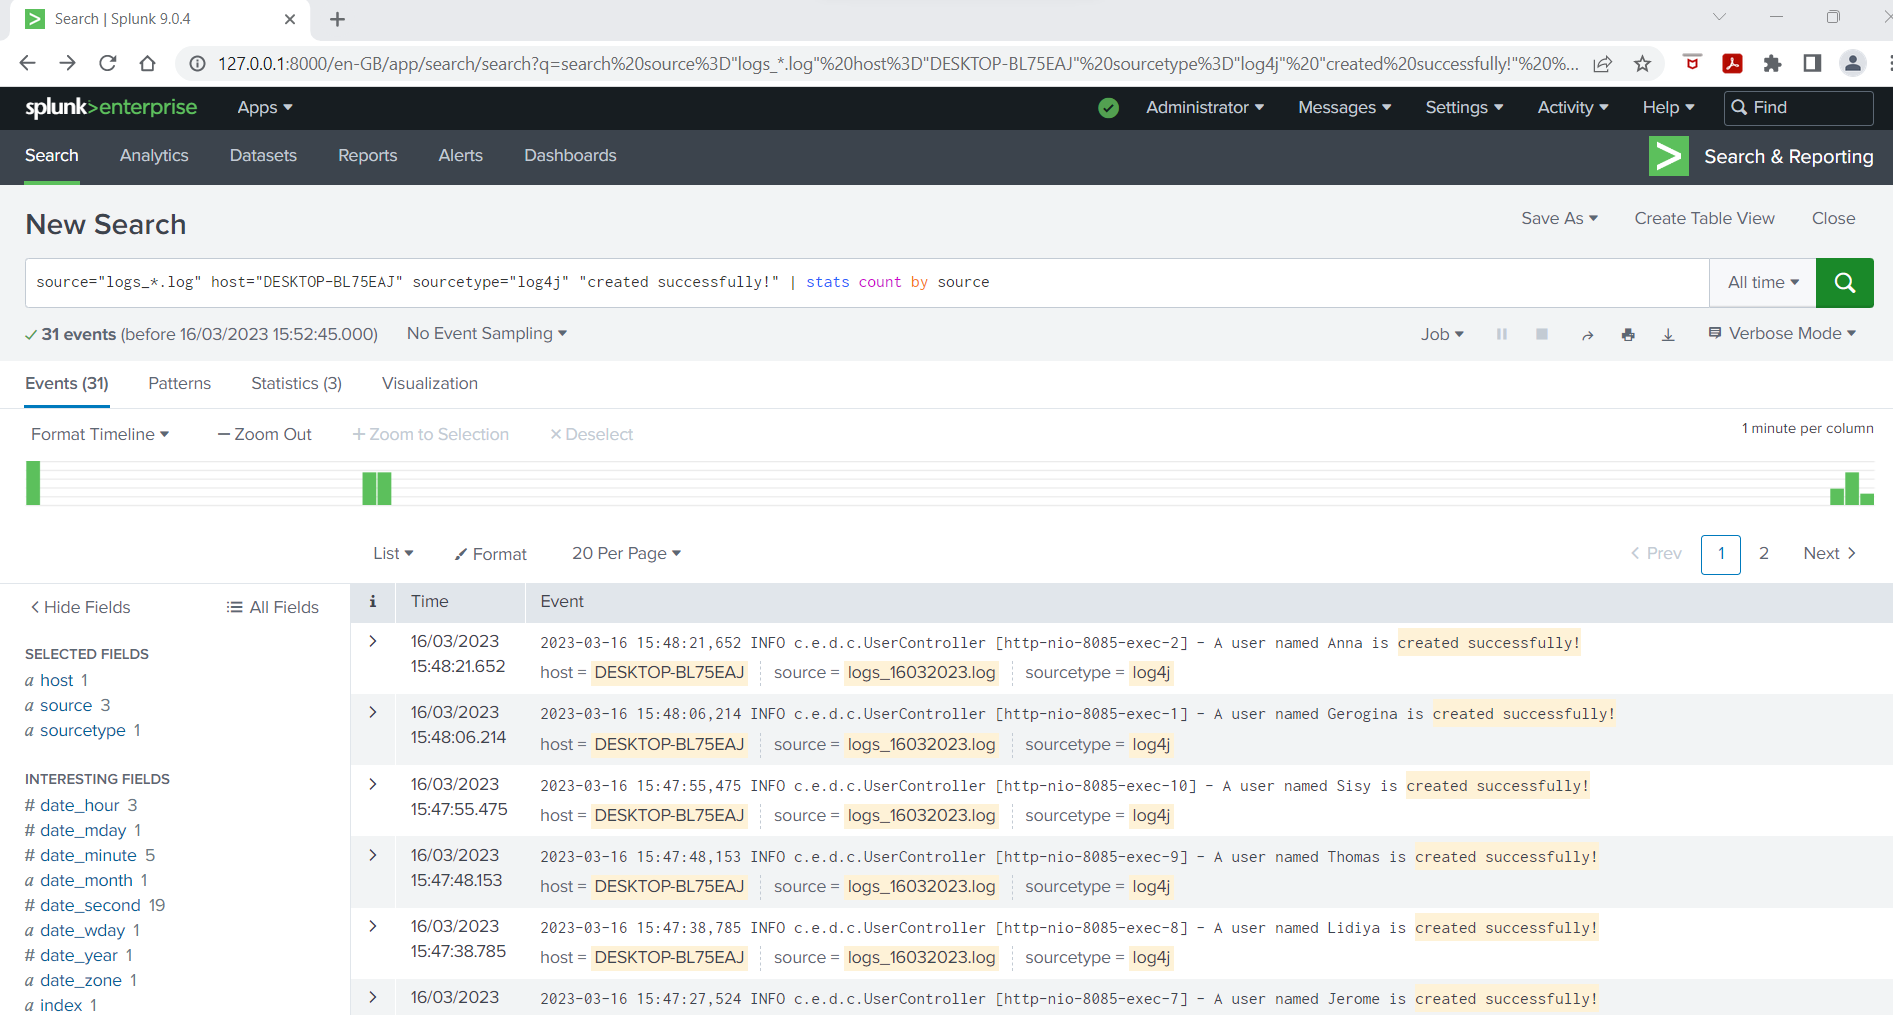 Search | Splunk 9.0.4
127.0.0.1:8000/en-GB/app/search/search?q=search%20source%3D"logs_*.log"%20host%3D"DESKTOP-BL75EAJ"%20sourcetype%3D"log4j"%20"created%20successfully!"%20%...
splunk>enterprise Apps Administrator Messages Settings Activity Help Find
Search Analytics Datasets Reports Alerts Dashboards Search & Reporting
New Search Save As Create Table View Close
source="logs_*.log" host="DESKTOP-BL75EAJ" sourcetype="log4j" "created successfully!" | stats count by source All time
31 events (before 16/03/2023 15:52:45.000) No Event Sampling Job Verbose Mode
Events (31) Patterns Statistics (3) Visualization
Format Timeline – Zoom Out + Zoom to Selection × Deselect 1 minute per column
List Format 20 Per Page < Prev 1 2 Next >
< Hide Fields All Fields i Time Event
SELECTED FIELDS
a host 1
a source 3
a sourcetype 1
INTERESTING FIELDS
# date_hour 3
# date_mday 1
# date_minute 5
a date_month 1
# date_second 19
a date_wday 1
# date_year 1
a date_zone 1
a index 1
> 16/03/2023 2023-03-16 15:48:21,652 INFO c.e.d.c.UserController [http-nio-8085-exec-2] - A user named Anna is created successfully!
15:48:21.652 host = DESKTOP-BL75EAJ source = logs_16032023.log sourcetype = log4j
> 16/03/2023 2023-03-16 15:48:06,214 INFO c.e.d.c.UserController [http-nio-8085-exec-1] - A user named Gerogina is created successfully!
15:48:06.214 host = DESKTOP-BL75EAJ source = logs_16032023.log sourcetype = log4j
> 16/03/2023 2023-03-16 15:47:55,475 INFO c.e.d.c.UserController [http-nio-8085-exec-10] - A user named Sisy is created successfully!
15:47:55.475 host = DESKTOP-BL75EAJ source = logs_16032023.log sourcetype = log4j
> 16/03/2023 2023-03-16 15:47:48,153 INFO c.e.d.c.UserController [http-nio-8085-exec-9] - A user named Thomas is created successfully!
15:47:48.153 host = DESKTOP-BL75EAJ source = logs_16032023.log sourcetype = log4j
> 16/03/2023 2023-03-16 15:47:38,785 INFO c.e.d.c.UserController [http-nio-8085-exec-8] - A user named Lidiya is created successfully!
15:47:38.785 host = DESKTOP-BL75EAJ source = logs_16032023.log sourcetype = log4j
> 16/03/2023 2023-03-16 15:47:27,524 INFO c.e.d.c.UserController [http-nio-8085-exec-7] - A user named Jerome is created successfully!